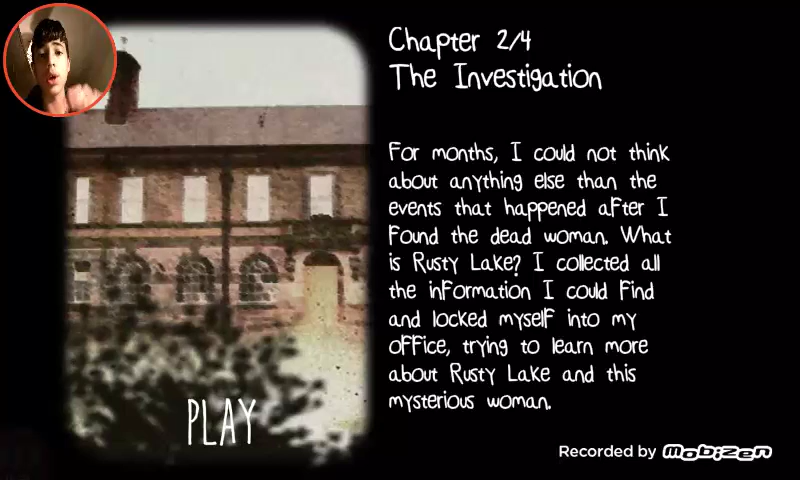 Chapter 2/4
The Investigation
For months, I could not think
about anything else than the
events that happened after I
found the dead woman. What
is Rusty Lake? I collected all
the information I could find
and locked myself into my
office, trying to learn more
about Rusty Lake and this
mysterious woman.
PLAY
Recorded by mobizen